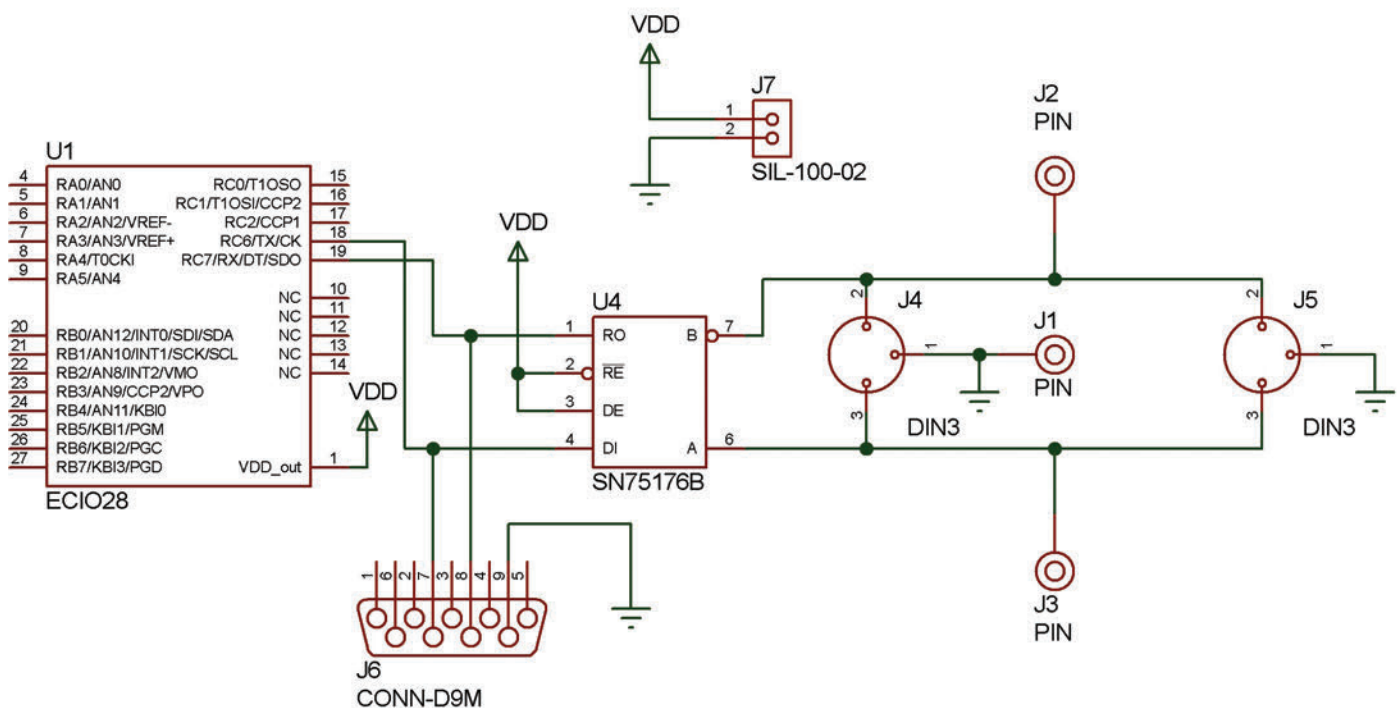 VDD
J7
1
2
SIL-100-02
J2
PIN
U1
4 RA0/AN0 RC0/T1OSO 15
5 RA1/AN1 RC1/T1OSI/CCP2 16
6 RA2/AN2/VREF- RC2/CCP1 17
7 RA3/AN3/VREF+ RC6/TX/CK 18
8 RA4/T0CKI RC7/RX/DT/SDO 19
9 RA5/AN4
NC 10
NC 11
20 RB0/AN12/INT0/SDI/SDA NC 12
21 RB1/AN10/INT1/SCK/SCL NC 13
22 RB2/AN8/INT2/VMO NC 14
23 RB3/AN9/CCP2/VPO
24 RB4/AN11/KBI0
25 RB5/KBI1/PGM
26 RB6/KBI2/PGC
27 RB7/KBI3/PGD VDD_out 1
ECIO28
VDD
VDD
U4
1 RO B 7
2 RE
3 DE
4 DI A 6
SN75176B
J4
2
1
3
DIN3
J1
PIN
J5
2
1
3
DIN3
J3
PIN
1 6 2 7 3 8 4 9 5
J6
CONN-D9M